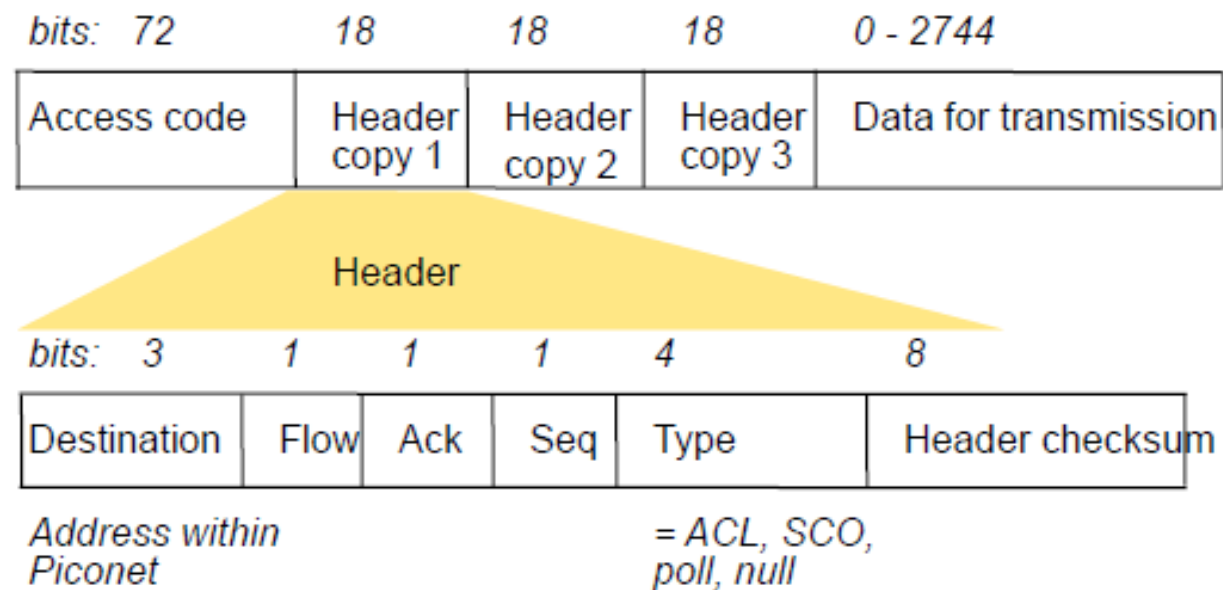 bits: 72 18 18 18 0 - 2744
Access code Header copy 1 Header copy 2 Header copy 3 Data for transmission
Header
bits: 3 1 1 1 4 8
Destination Flow Ack Seq Type Header checksum
Address within = ACL, SCO,
Piconet poll, null